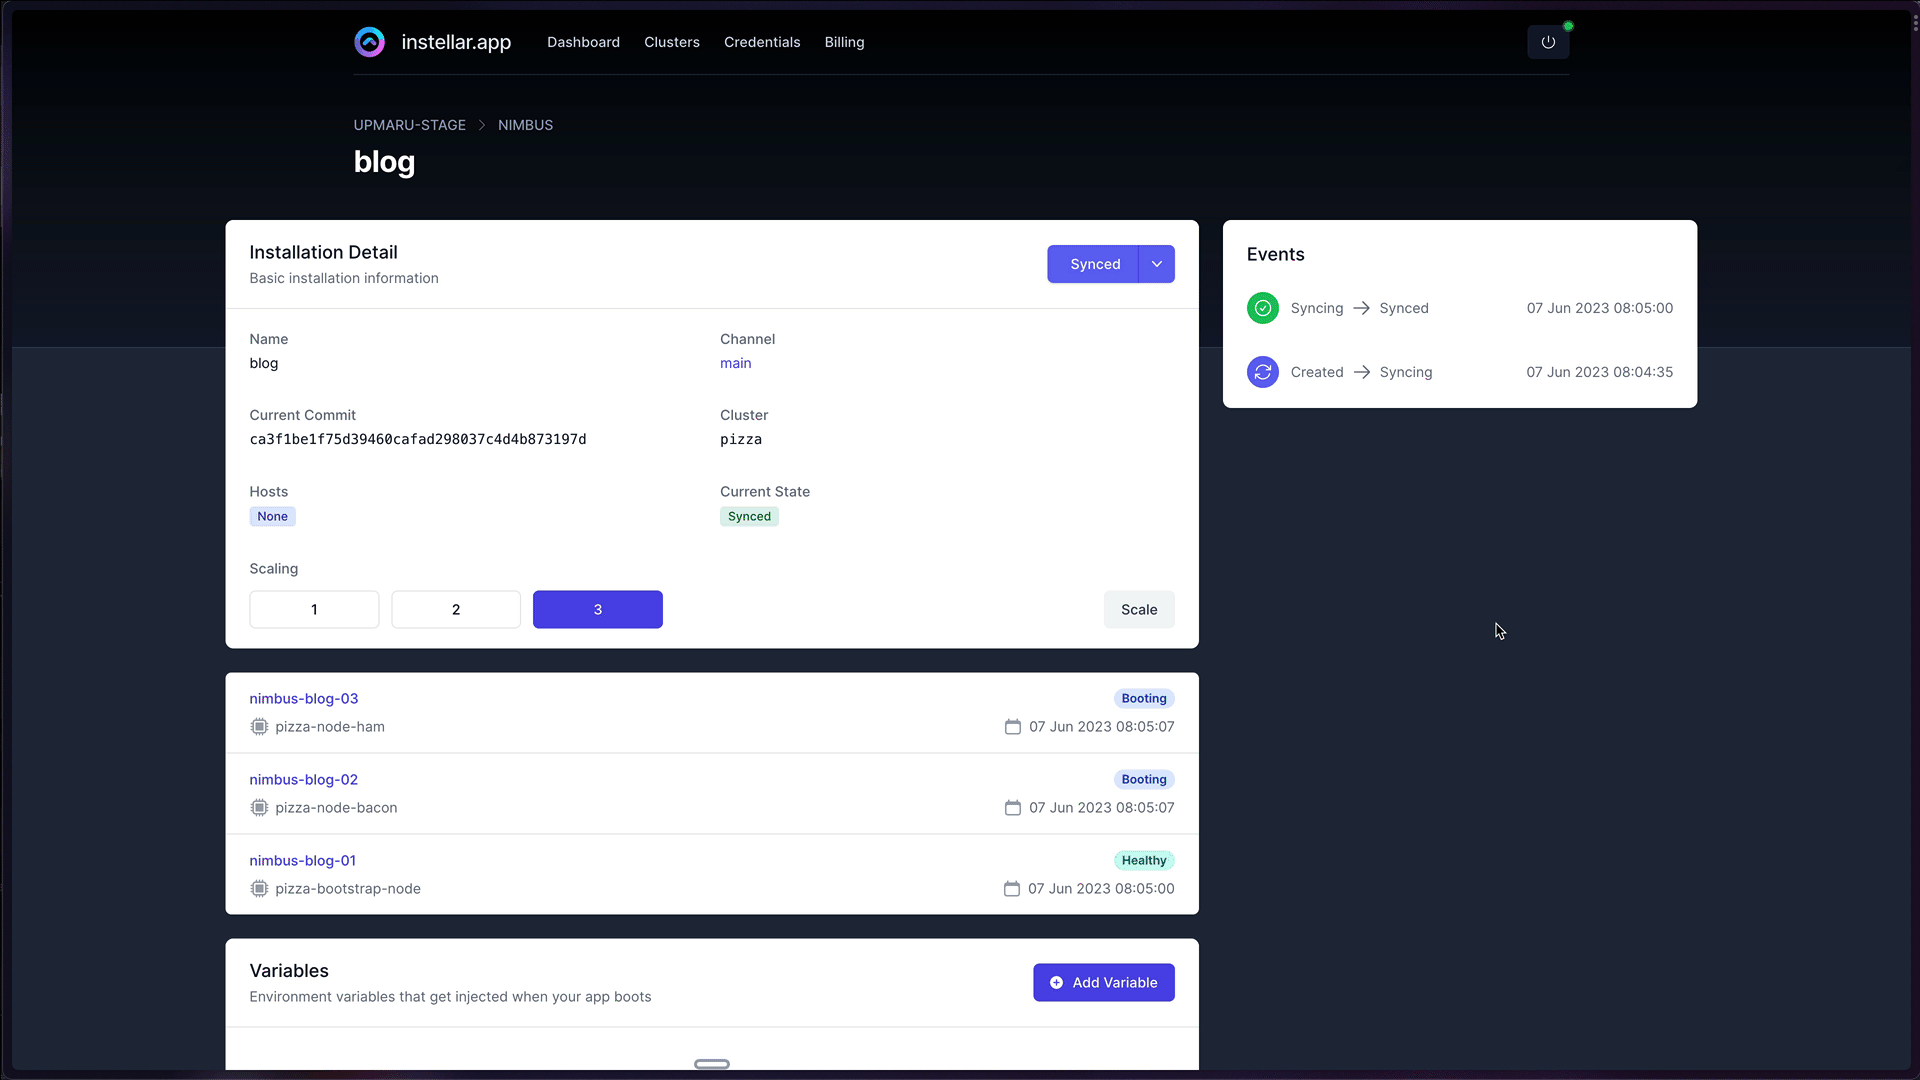 instellar.app Dashboard Clusters Credentials Billing
UPMARU-STAGE NIMBUS
blog
Installation Detail
Basic installation information
Synced
Name
blog
Channel
main
Current Commit
ca3f1be1f75d39460cafad298037c4d4b873197d
Cluster
pizza
Hosts
None
Current State
Synced
Scaling
1 2 3 Scale
nimbus-blog-03 Booting
pizza-node-ham 07 Jun 2023 08:05:07
nimbus-blog-02 Booting
pizza-node-bacon 07 Jun 2023 08:05:07
nimbus-blog-01 Healthy
pizza-bootstrap-node 07 Jun 2023 08:05:00
Variables
Environment variables that get injected when your app boots
Add Variable
Events
Syncing → Synced 07 Jun 2023 08:05:00
Created → Syncing 07 Jun 2023 08:04:35